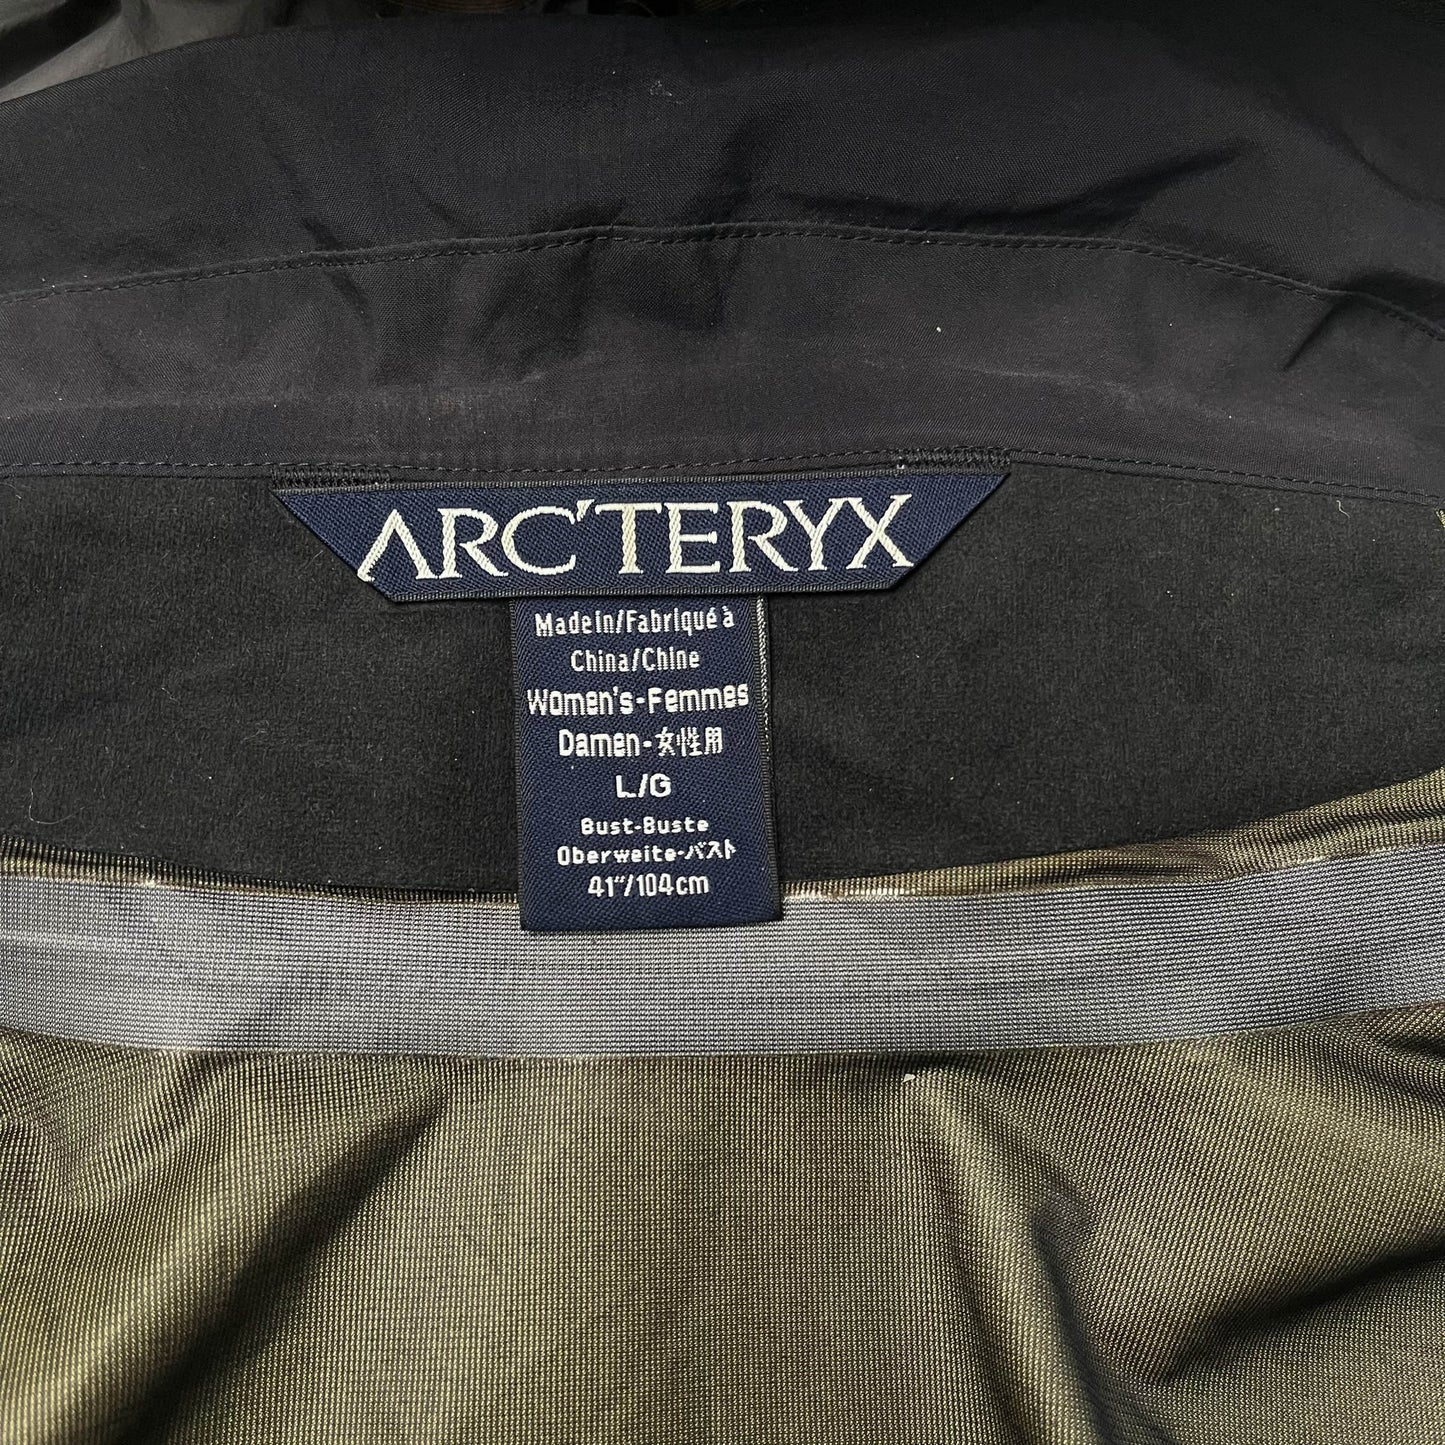 ARC'TERYX
Made in/Fabriqué à
China/Chine
Women's-Femmes
Damen-女性用
L/G
Bust-Buste
Oberweite-バスト
41"/104cm